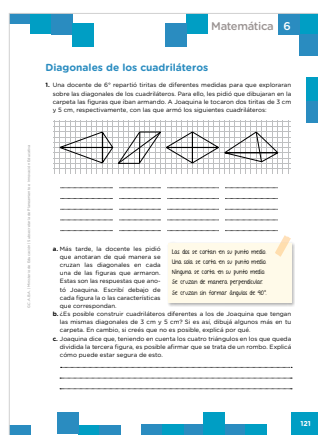 Matemática 6
Diagonales de los cuadriláteros
1. Una docente de 6° repartió tiritas de diferentes medidas para que exploraran
sobre las diagonales de los cuadriláteros. Para ello, les pidió que dibujaran en la
carpeta las figuras que iban armando. A Joaquina le tocaron dos tiritas de 3 cm
y 5 cm, respectivamente, con las que armó los siguientes cuadriláteros:
a. Más tarde, la docente les pidió
que anotaran de qué manera se
cruzan las diagonales en cada
una de las figuras que armaron.
Estas son las respuestas que ano-
tó Joaquina. Escribí debajo de
cada figura la o las características
que correspondan.
Las dos se cortan en su punto medio.
Una sola se corta en su punto medio.
Ninguna se corta en su punto medio.
Se cruzan de manera perpendicular.
Se cruzan sin formar ángulos de 90°.
b. ¿Es posible construir cuadriláteros diferentes a los de Joaquina que tengan
las mismas diagonales de 3 cm y 5 cm? Si es así, dibujá algunos más en tu
carpeta. En cambio, si creés que no es posible, explicá por qué.
c. Joaquina dice que, teniendo en cuenta los cuatro triángulos en los que queda
dividida la tercera figura, es posible afirmar que se trata de un rombo. Explicá
cómo puede estar segura de esto.
121